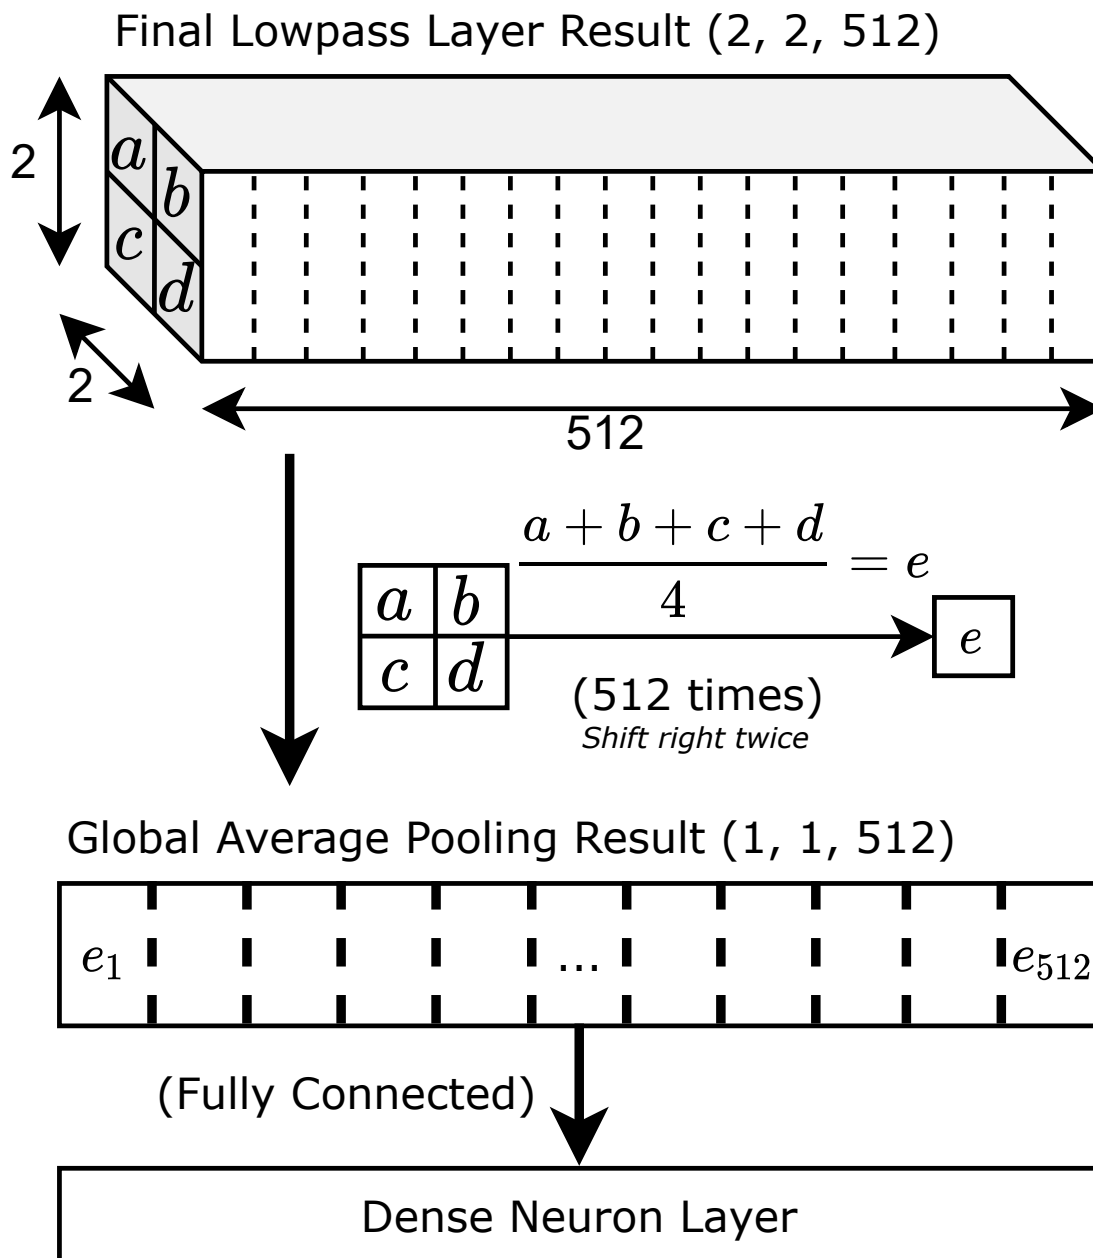 Final Lowpass Layer Result (2, 2, 512)
2
a
b
c
d
2
512
a + b + c + d
4
= e
a b
c d
e
(512 times)
Shift right twice
Global Average Pooling Result (1, 1, 512)
e₁ ... e₅₁₂
(Fully Connected)
Dense Neuron Layer